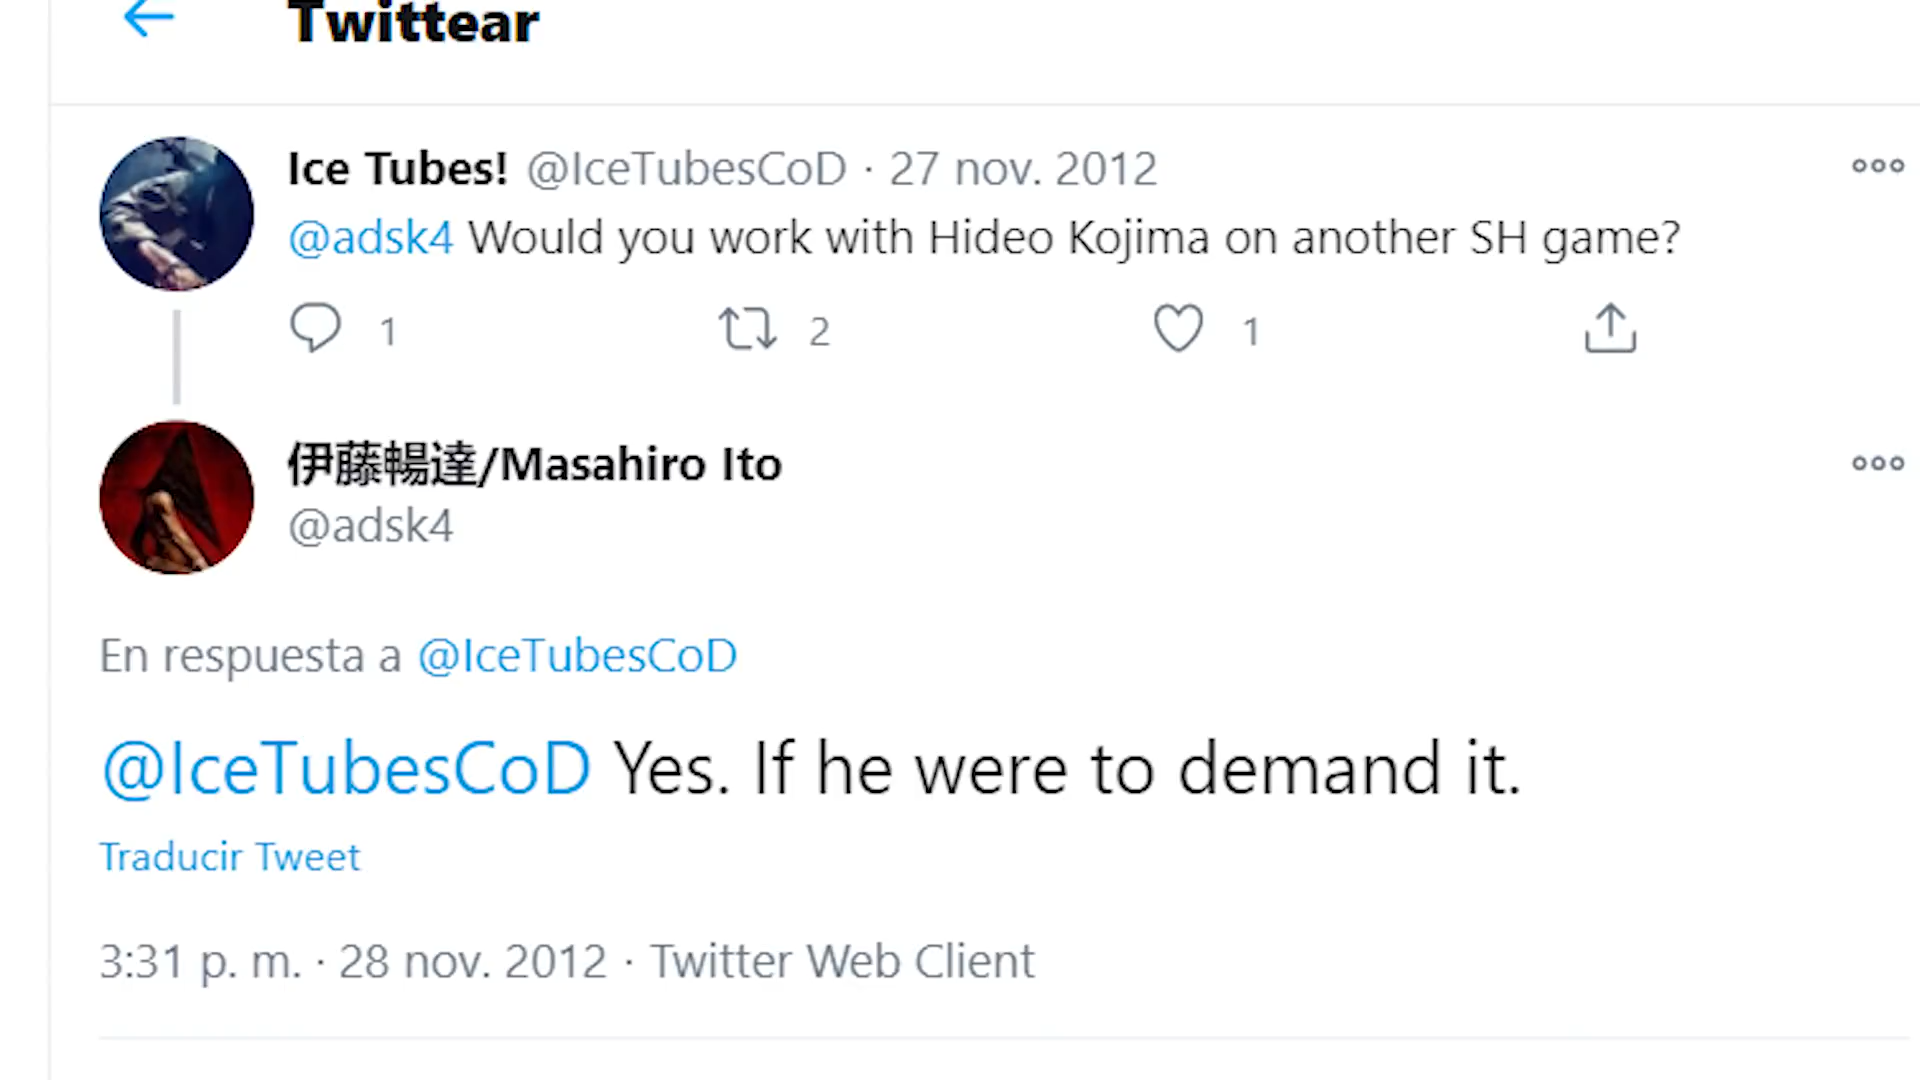 Twittear
Ice Tubes! @IceTubesCoD · 27 nov. 2012
@adsk4 Would you work with Hideo Kojima on another SH game?
1 2 1
伊藤暢達/Masahiro Ito
@adsk4
En respuesta a @IceTubesCoD
@IceTubesCoD Yes. If he were to demand it.
Traducir Tweet
3:31 p. m. · 28 nov. 2012 · Twitter Web Client